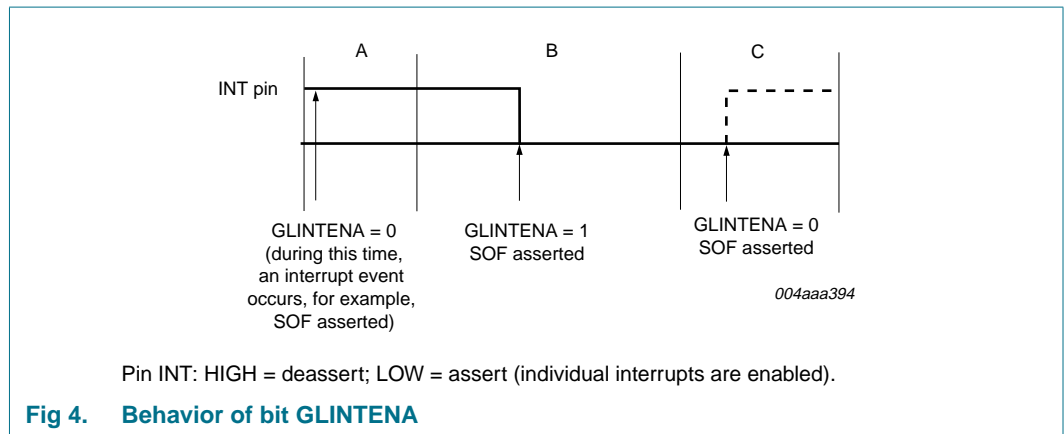 A
B
C
INT pin
GLINTENA = 0
(during this time,
an interrupt event
occurs, for example,
SOF asserted)
GLINTENA = 1
SOF asserted
GLINTENA = 0
SOF asserted
004aaa394
Pin INT: HIGH = deassert; LOW = assert (individual interrupts are enabled).
Fig 4. Behavior of bit GLINTENA